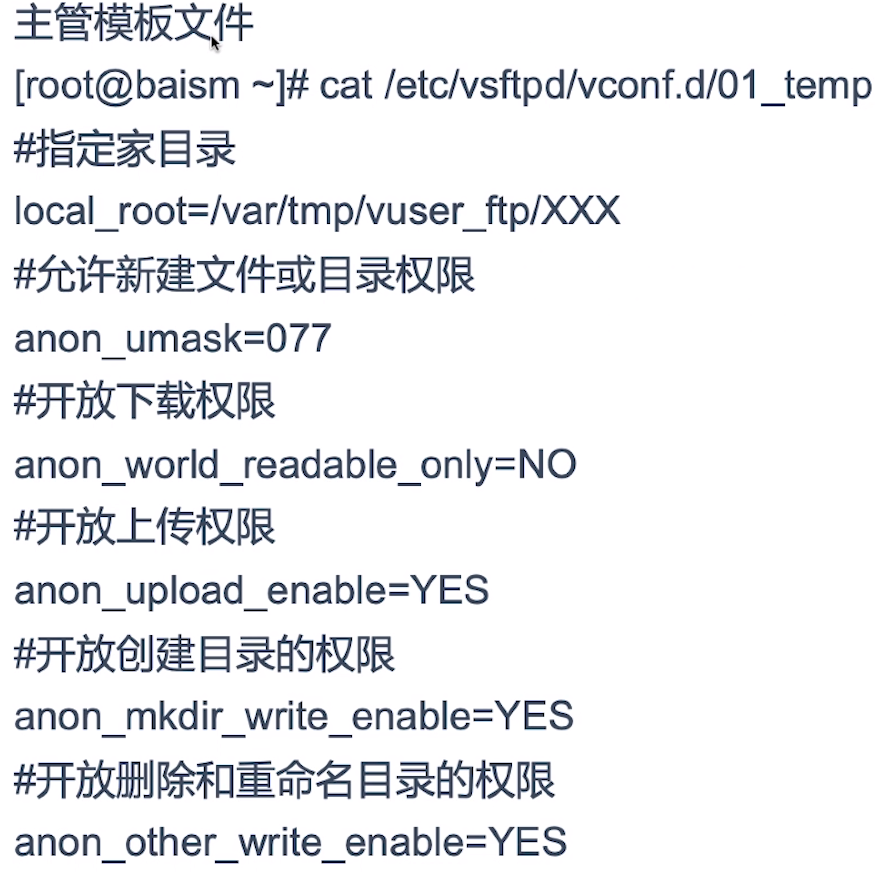 主管模板文件
[root@baism ~]# cat /etc/vsftpd/vconf.d/01_temp
#指定家目录
local_root=/var/tmp/vuser_ftp/XXX
#允许新建文件或目录权限
anon_umask=077
#开放下载权限
anon_world_readable_only=NO
#开放上传权限
anon_upload_enable=YES
#开放创建目录的权限
anon_mkdir_write_enable=YES
#开放删除和重命名目录的权限
anon_other_write_enable=YES